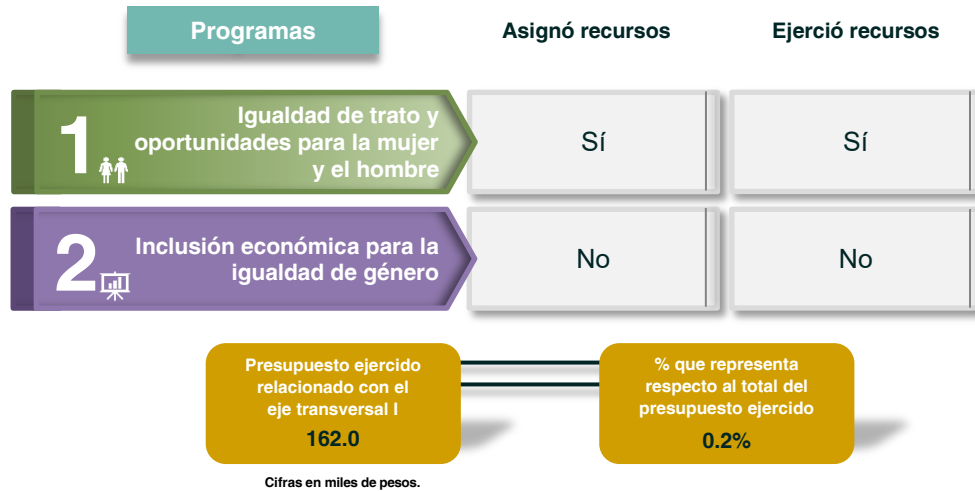 Programas
Asignó recursos
Ejerció recursos
1
Igualdad de trato y
oportunidades para la mujer
y el hombre
Sí
Sí
2
Inclusión económica para la
igualdad de género
No
No
Presupuesto ejercido
relacionado con el
eje transversal I
162.0
% que representa
respecto al total del
presupuesto ejercido
0.2%
Cifras en miles de pesos.